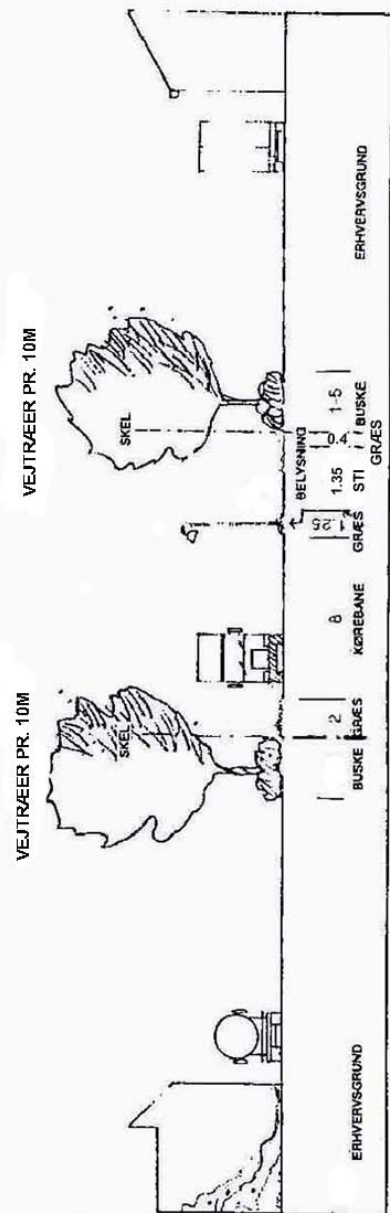 VEJTRÆER PR. 10M
VEJTRÆER PR. 10M
SKEL
SKEL
BELYSNING
2
8
1.25
1.35
0.4
1-5
BUSKE
GRÆS
KØREBANE
GRÆS
STI
BUSKE
GRÆS
ERHVERVSGRUND
ERHVERVSGRUND